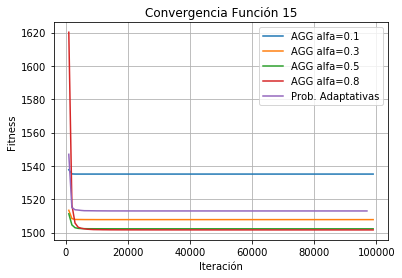 Convergencia Función 15
Fitness
1620
1600
1580
1560
1540
1520
1500
AGG alfa=0.1
AGG alfa=0.3
AGG alfa=0.5
AGG alfa=0.8
Prob. Adaptativas
0 20000 40000 60000 80000 100000
Iteración